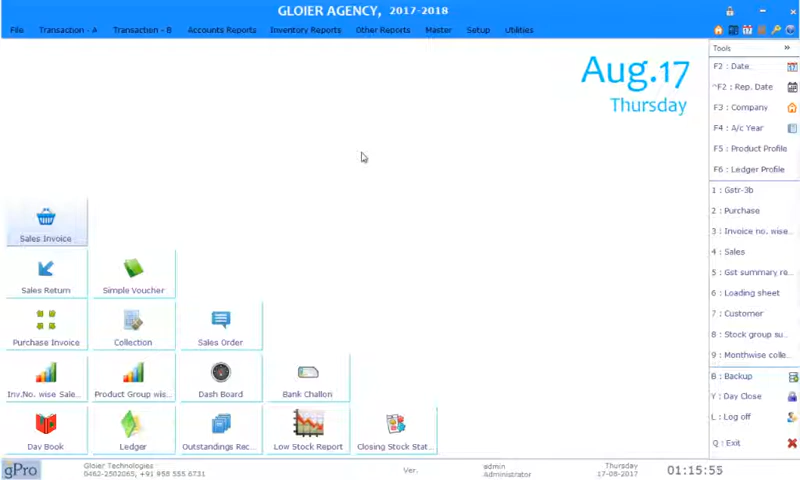 GLOIER AGENCY, 2017-2018
File Transaction - A Transaction - B Accounts Reports Inventory Reports Other Reports Master Setup Utilities
Aug.17
Thursday
Tools »
F2 : Date
^F2 : Rep. Date
F3 : Company
F4 : A/c Year
F5 : Product Profile
F6 : Ledger Profile
1 : Gstr-3b
2 : Purchase
3 : Invoice no. wise...
4 : Sales
5 : Gst summary re...
6 : Loading sheet
7 : Customer
8 : Stock group su...
9 : Monthwise colle...
B : Backup
Y : Day Close
L : Log off
Q : Exit
Sales Invoice
Sales Return Simple Voucher
Purchase Invoice Collection Sales Order
Inv.No. wise Sale... Product Group wis... Dash Board Bank Challon
Day Book Ledger Outstandings Rec... Low Stock Report Closing Stock Stat...
gPro
Gloier Technologies
0462-2502065, +91 958 555 6731
Ver.
admin
Administrator
Thursday
17-08-2017
01:15:55